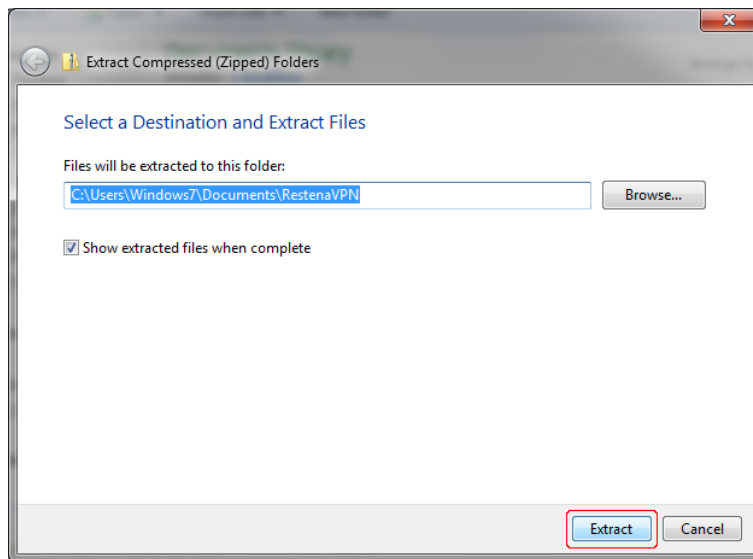 Extract Compressed (Zipped) Folders
Select a Destination and Extract Files
Files will be extracted to this folder:
C:\Users\Windows7\Documents\RestenaVPN
Browse...
Show extracted files when complete
Extract
Cancel